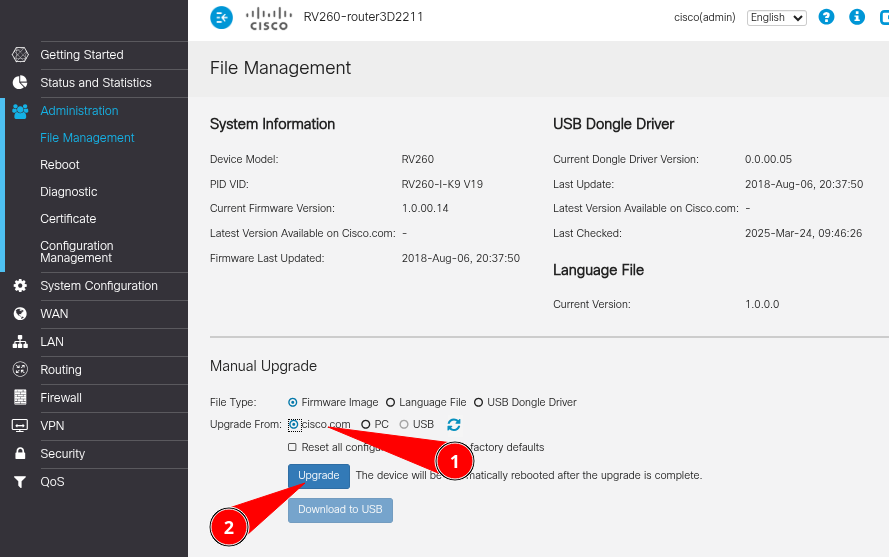 CISCO RV260-router3D2211 cisco(admin) English
Getting Started
Status and Statistics
Administration
File Management
Reboot
Diagnostic
Certificate
Configuration
Management
System Configuration
WAN
LAN
Routing
Firewall
VPN
Security
QoS
File Management
System Information
Device Model: RV260
PID VID: RV260-I-K9 V19
Current Firmware Version: 1.0.00.14
Latest Version Available on Cisco.com: -
Firmware Last Updated: 2018-Aug-06, 20:37:50
USB Dongle Driver
Current Dongle Driver Version: 0.0.00.05
Last Update: 2018-Aug-06, 20:37:50
Latest Version Available on Cisco.com: -
Last Checked: 2025-Mar-24, 09:46:26
Language File
Current Version: 1.0.0.0
Manual Upgrade
File Type: Firmware Image Language File USB Dongle Driver
Upgrade From: cisco.com PC USB
Reset all factory defaults
1
Upgrade The device will be rebooted after the upgrade is complete.
Download to USB
2